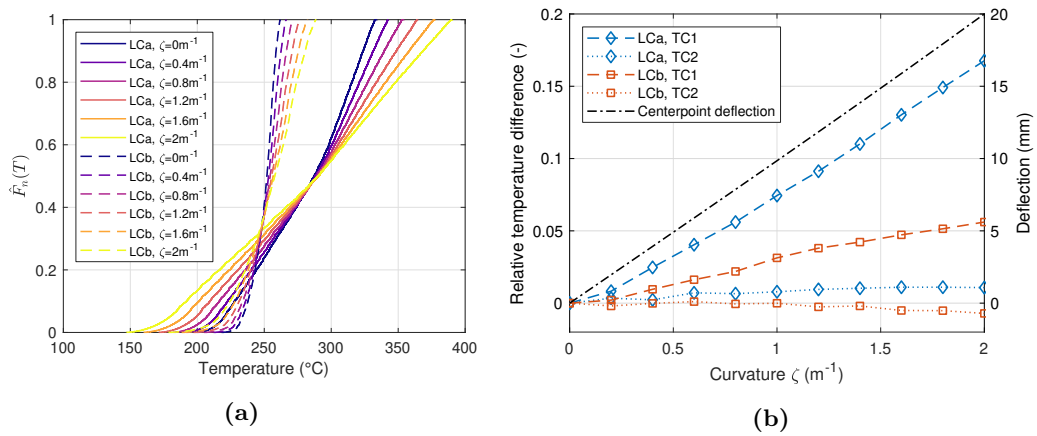 1
0.8
0.6
0.4
0.2
0
F̂ₙ(T)
LCa, ζ=0m⁻¹
LCa, ζ=0.4m⁻¹
LCa, ζ=0.8m⁻¹
LCa, ζ=1.2m⁻¹
LCa, ζ=1.6m⁻¹
LCa, ζ=2m⁻¹
LCb, ζ=0m⁻¹
LCb, ζ=0.4m⁻¹
LCb, ζ=0.8m⁻¹
LCb, ζ=1.2m⁻¹
LCb, ζ=1.6m⁻¹
LCb, ζ=2m⁻¹
100 150 200 250 300 350 400
Temperature (°C)
(a)
0.2
0.15
0.1
0.05
0
Relative temperature difference (-)
LCa, TC1
LCa, TC2
LCb, TC1
LCb, TC2
Centerpoint deflection
20
15
10
5
0
Deflection (mm)
0 0.5 1 1.5 2
Curvature ζ (m⁻¹)
(b)